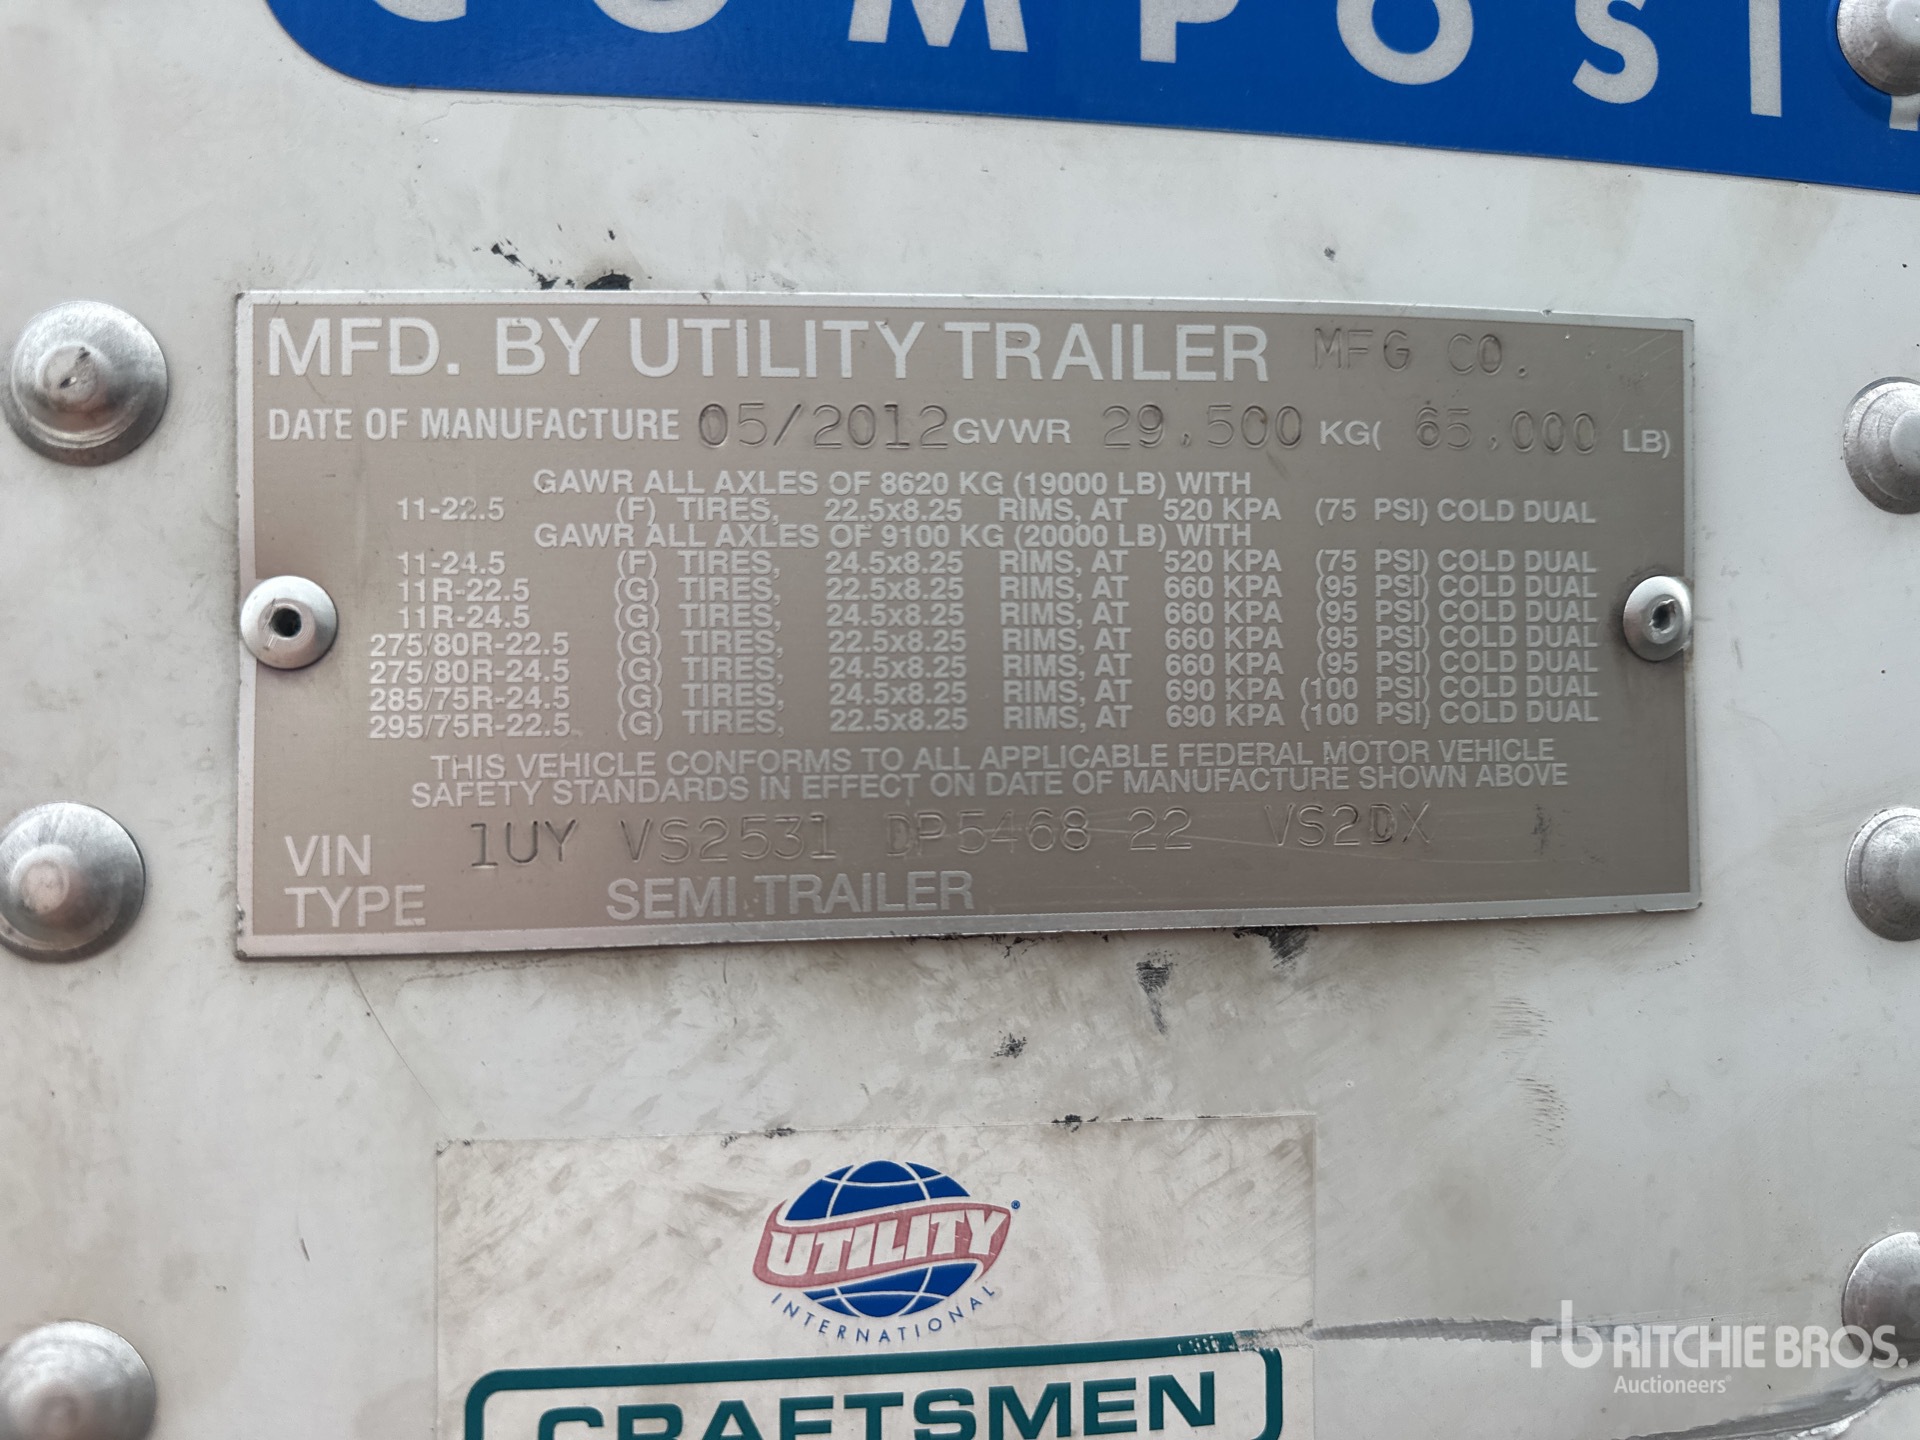 COMPOSIT
MFD. BY UTILITY TRAILER MFG CO.
DATE OF MANUFACTURE 05/2012 GVWR 29,500 KG( 65,000 LB)
GAWR ALL AXLES OF 8620 KG (19000 LB) WITH
11-22.5 (F) TIRES, 22.5x8.25 RIMS, AT 520 KPA (75 PSI) COLD DUAL
GAWR ALL AXLES OF 9100 KG (20000 LB) WITH
11-24.5 (F) TIRES, 24.5x8.25 RIMS, AT 520 KPA (75 PSI) COLD DUAL
11R-22.5 (G) TIRES, 22.5x8.25 RIMS, AT 660 KPA (95 PSI) COLD DUAL
11R-24.5 (G) TIRES, 24.5x8.25 RIMS, AT 660 KPA (95 PSI) COLD DUAL
275/80R-22.5 (G) TIRES, 22.5x8.25 RIMS, AT 660 KPA (95 PSI) COLD DUAL
275/80R-24.5 (G) TIRES, 24.5x8.25 RIMS, AT 660 KPA (95 PSI) COLD DUAL
285/75R-24.5 (G) TIRES, 24.5x8.25 RIMS, AT 690 KPA (100 PSI) COLD DUAL
295/75R-22.5 (G) TIRES, 22.5x8.25 RIMS, AT 690 KPA (100 PSI) COLD DUAL
THIS VEHICLE CONFORMS TO ALL APPLICABLE FEDERAL MOTOR VEHICLE
SAFETY STANDARDS IN EFFECT ON DATE OF MANUFACTURE SHOWN ABOVE
VIN 1UY VS2531 DP5468 22 VS2DX
TYPE SEMI TRAILER
UTILITY®
INTERNATIONAL
CRAFTSMEN
rb RITCHIE BROS.
Auctioneers